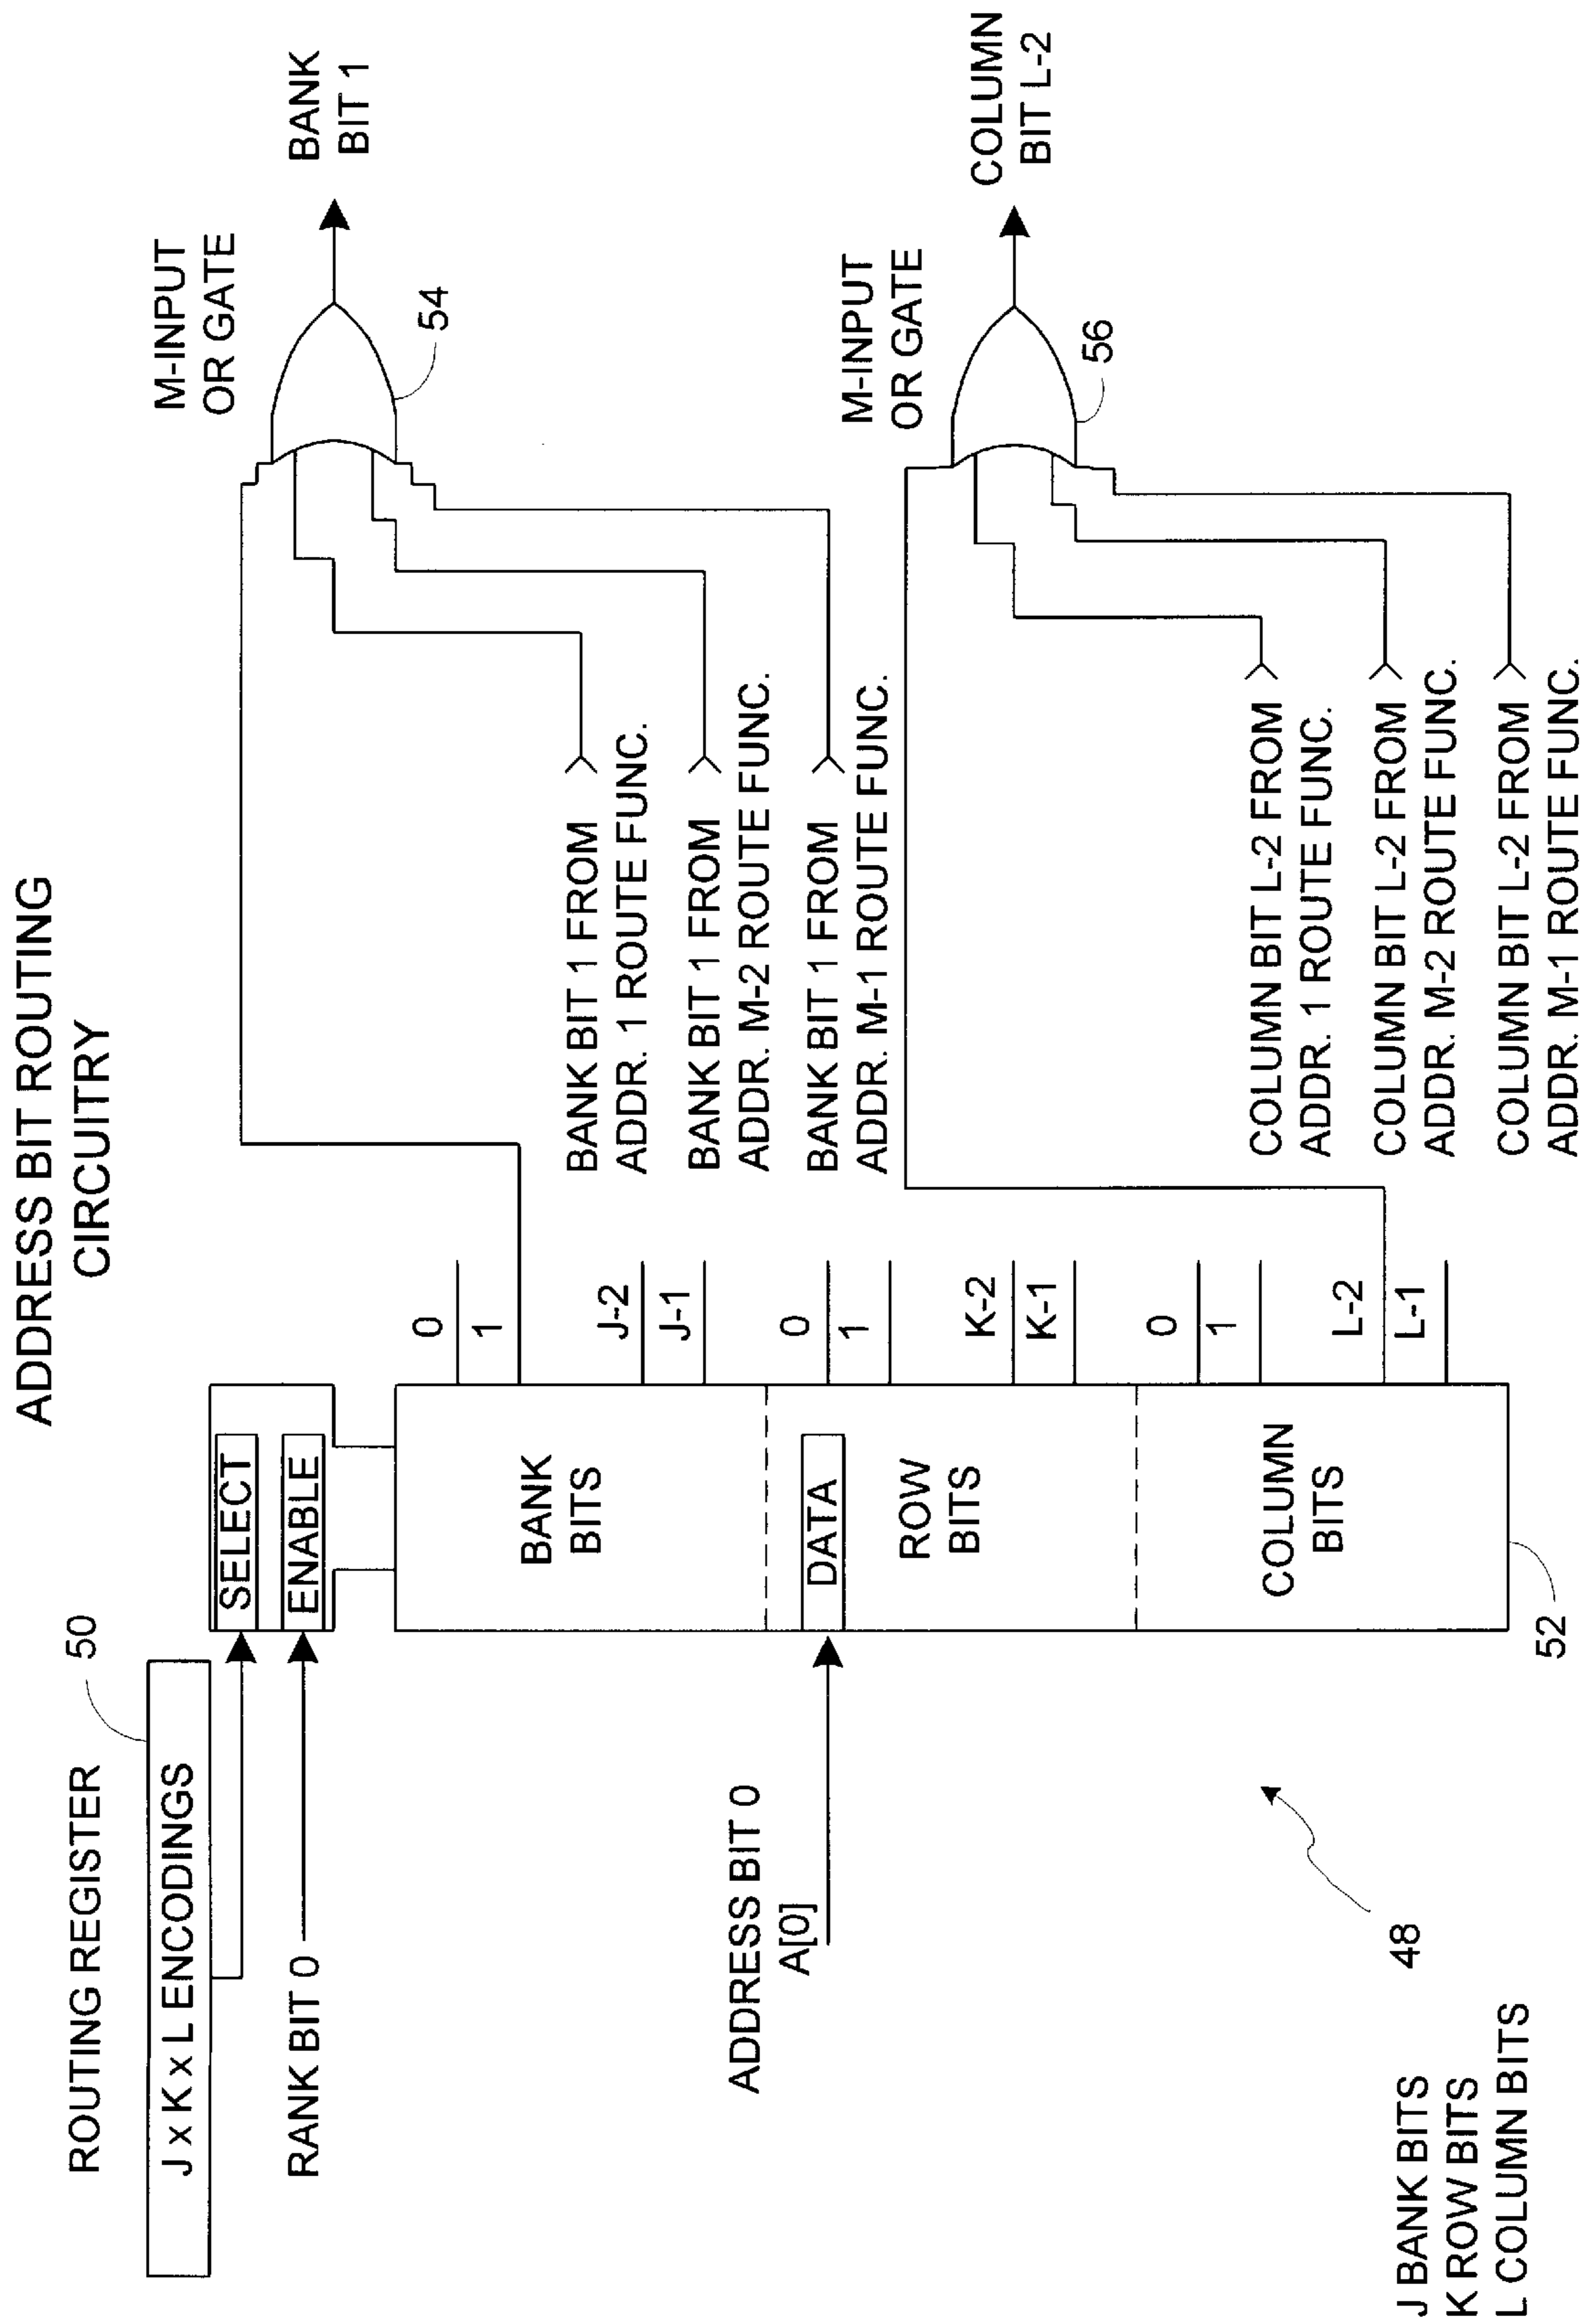 ADDRESS BIT ROUTING
CIRCUITRY
ROUTING REGISTER
50
J x K x L ENCODINGS
SELECT
RANK BIT 0
ENABLE
M-INPUT
OR GATE
BANK
BIT 1
54
0
1
BANK
BITS
J-2
J-1
BANK BIT 1 FROM
ADDR. 1 ROUTE FUNC.
BANK BIT 1 FROM
ADDR. M-2 ROUTE FUNC.
BANK BIT 1 FROM
ADDR. M-1 ROUTE FUNC.
ADDRESS BIT 0
A[0]
DATA
0
1
ROW
BITS
K-2
K-1
M-INPUT
OR GATE
COLUMN
BIT L-2
56
0
1
COLUMN
BITS
L-2
L-1
COLUMN BIT L-2 FROM
ADDR. 1 ROUTE FUNC.
COLUMN BIT L-2 FROM
ADDR. M-2 ROUTE FUNC.
COLUMN BIT L-2 FROM
ADDR. M-1 ROUTE FUNC.
52
48
J BANK BITS
K ROW BITS
L COLUMN BITS